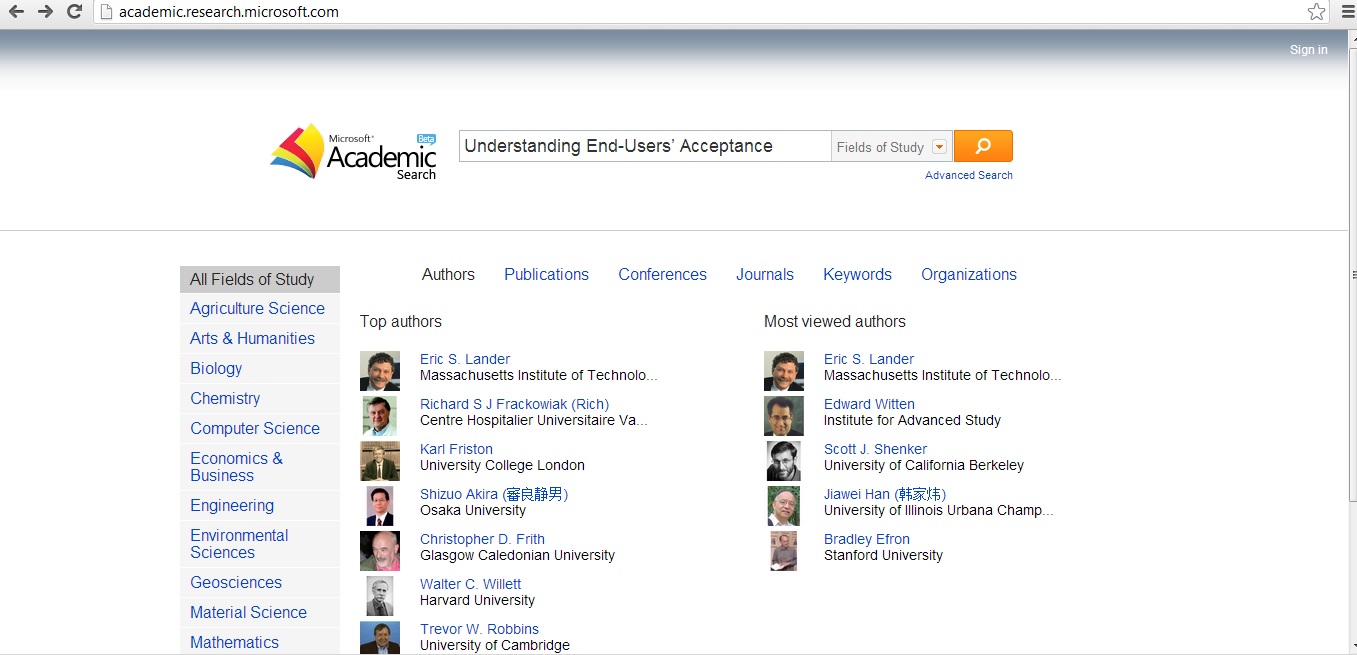 academic.research.microsoft.com
Sign in
Microsoft®
Beta
Academic
Search
Understanding End-Users’ Acceptance
Fields of Study
Advanced Search
All Fields of Study
Agriculture Science
Arts & Humanities
Biology
Chemistry
Computer Science
Economics &
Business
Engineering
Environmental
Sciences
Geosciences
Material Science
Mathematics
Authors Publications Conferences Journals Keywords Organizations
Top authors
Eric S. Lander
Massachusetts Institute of Technolo...
Richard S J Frackowiak (Rich)
Centre Hospitalier Universitaire Va...
Karl Friston
University College London
Shizuo Akira (審良静男)
Osaka University
Christopher D. Frith
Glasgow Caledonian University
Walter C. Willett
Harvard University
Trevor W. Robbins
University of Cambridge
Most viewed authors
Eric S. Lander
Massachusetts Institute of Technolo...
Edward Witten
Institute for Advanced Study
Scott J. Shenker
University of California Berkeley
Jiawei Han (韩家炜)
University of Illinois Urbana Champ...
Bradley Efron
Stanford University